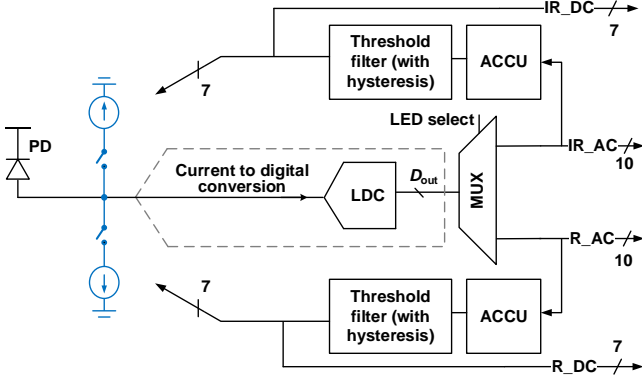 IR_DC
7
Threshold
filter (with
hysteresis)
ACCU
7
LED select
PD
IR_AC
10
Current to digital
conversion
LDC
Dout
MUX
R_AC
10
7
Threshold
filter (with
hysteresis)
ACCU
7
R_DC